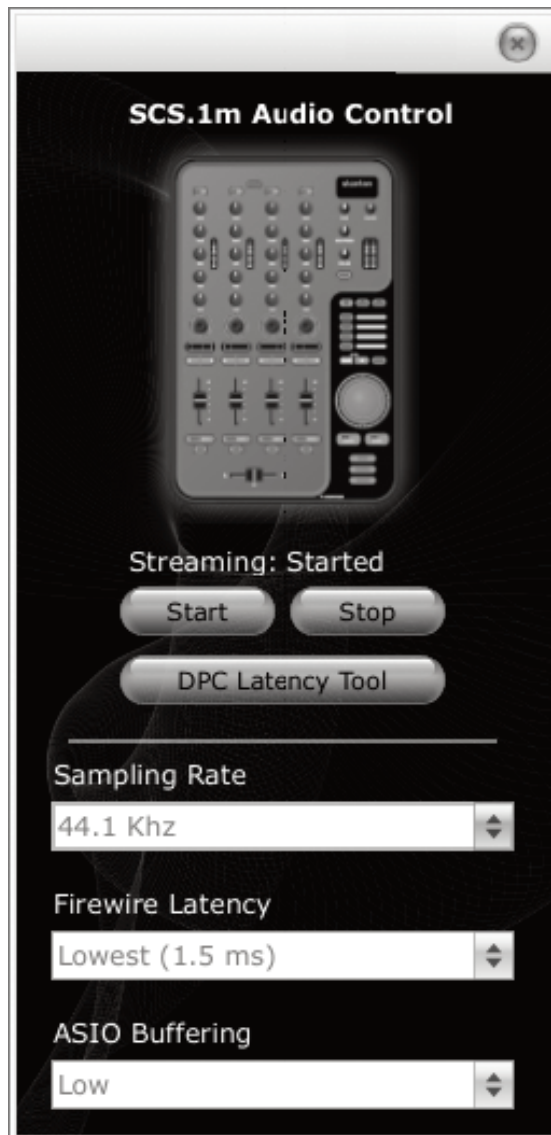 SCS.1m Audio Control
Streaming: Started
Start Stop
DPC Latency Tool
Sampling Rate
44.1 Khz
Firewire Latency
Lowest (1.5 ms)
ASIO Buffering
Low